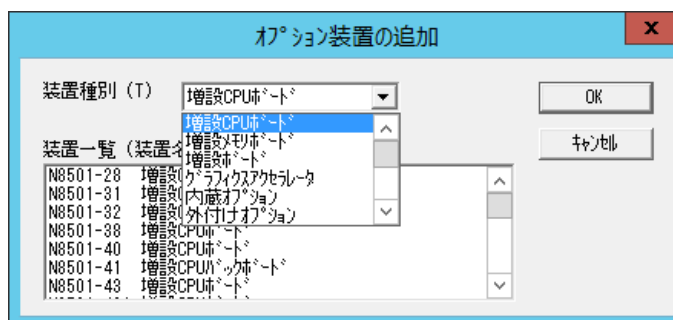 ｵﾌﾟｼｮﾝ装置の追加
x
装置種別 (T)
増設CPUﾎﾞｰﾄﾞ
OK
ｷｬﾝｾﾙ
増設CPUﾎﾞｰﾄﾞ
増設ﾒﾓﾘﾎﾞｰﾄﾞ
増設ﾎﾞｰﾄﾞ
ｸﾞﾗﾌｨｸｽｱｸｾﾗﾚｰﾀ
内蔵ｵﾌﾟｼｮﾝ
外付けｵﾌﾟｼｮﾝ
装置一覧 (装置名
N8501-28 増設
N8501-31 増設
N8501-32 増設
N8501-38 増設CPUﾎﾞｰﾄﾞ
N8501-40 増設CPUﾎﾞｰﾄﾞ
N8501-41 増設CPUﾊﾞｯｸﾎﾞｰﾄﾞ
N8501-43 増設CPUﾎﾞｰﾄﾞ